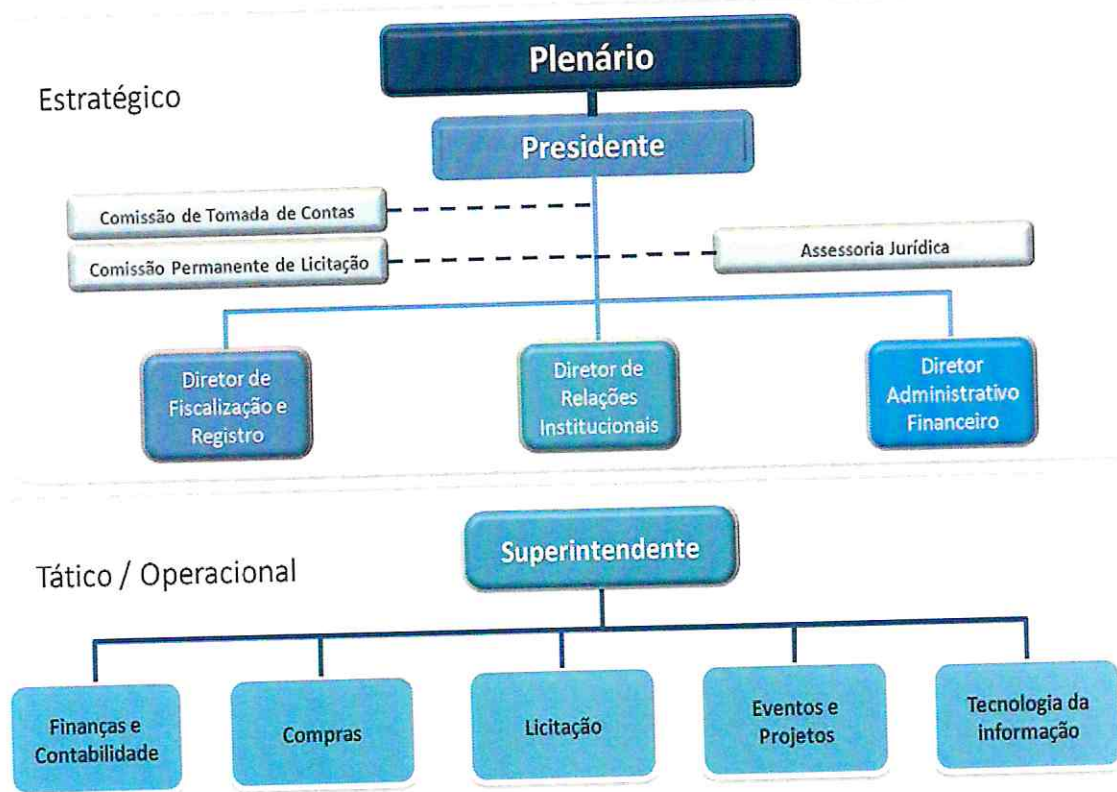 Plenário
Estratégico
Presidente
Comissão de Tomada de Contas
Comissão Permanente de Licitação
Assessoria Jurídica
Diretor de
Fiscalização e
Registro
Diretor de
Relações
Institucionais
Diretor
Administrativo
Financeiro
Superintendente
Tático / Operacional
Finanças e
Contabilidade
Compras
Licitação
Eventos e
Projetos
Tecnologia da
informação